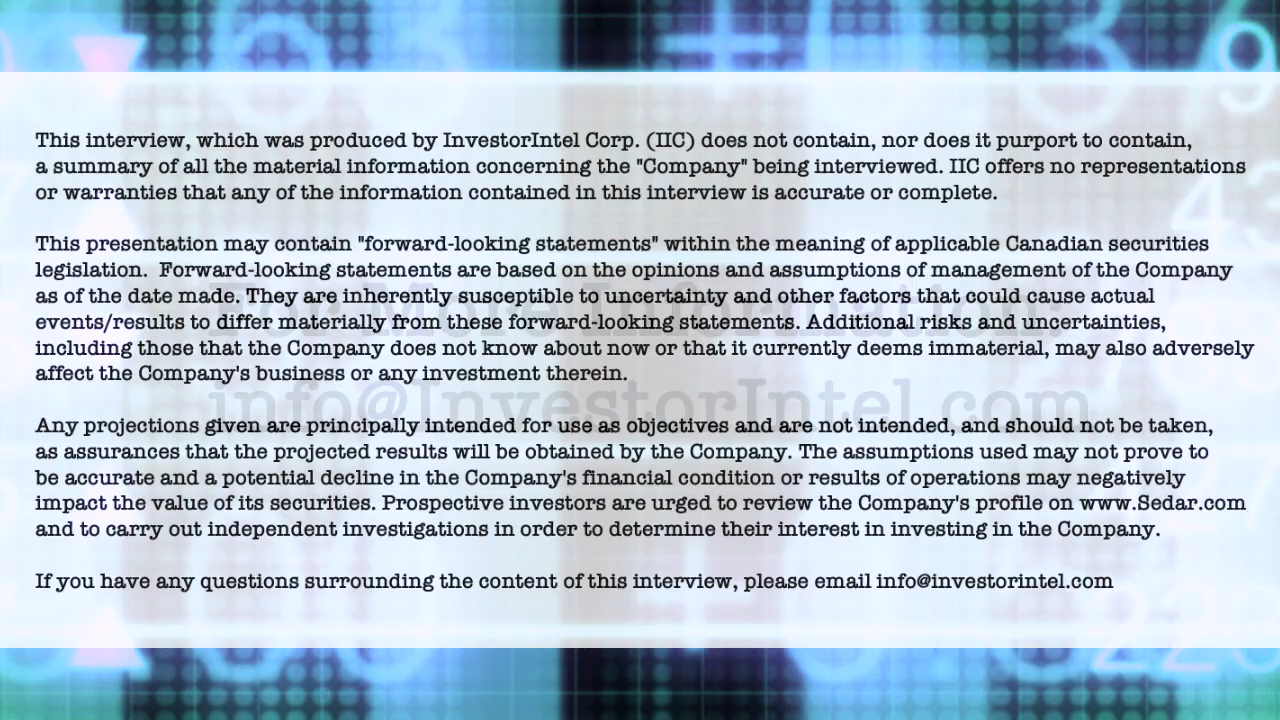 This interview, which was produced by InvestorIntel Corp. (IIC) does not contain, nor does it purport to contain,
a summary of all the material information concerning the "Company" being interviewed. IIC offers no representations
or warranties that any of the information contained in this interview is accurate or complete.
This presentation may contain "forward-looking statements" within the meaning of applicable Canadian securities
legislation.  Forward-looking statements are based on the opinions and assumptions of management of the Company
as of the date made. They are inherently susceptible to uncertainty and other factors that could cause actual
For More Information:
events/results to differ materially from these forward-looking statements. Additional risks and uncertainties,
including those that the Company does not know about now or that it currently deems immaterial, may also adversely
affect the Company's business or any investment therein.
info@InvestorIntel.com
Any projections given are principally intended for use as objectives and are not intended, and should not be taken,
as assurances that the projected results will be obtained by the Company. The assumptions used may not prove to
be accurate and a potential decline in the Company's financial condition or results of operations may negatively
impact the value of its securities. Prospective investors are urged to review the Company's profile on www.Sedar.com
and to carry out independent investigations in order to determine their interest in investing in the Company.
If you have any questions surrounding the content of this interview, please email info@investorintel.com